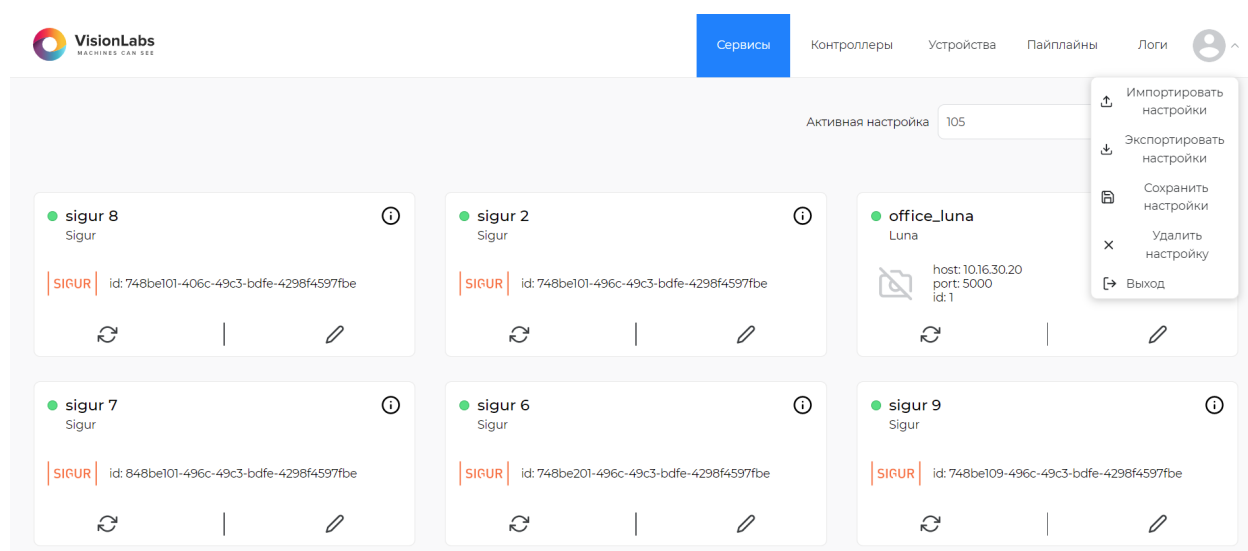 VisionLabs
MACHINES CAN SEE
Сервисы
Контроллеры
Устройства
Пайплайны
Логи
Импортировать
настройки
Экспортировать
настройки
Сохранить
настройки
Удалить
настройку
Выход
Активная настройка
105
sigur 8
Sigur
SIGUR
id: 748be101-406c-49c3-bdfe-4298f4597fbe
sigur 2
Sigur
SIGUR
id: 748be101-496c-49c3-bdfe-4298f4597fbe
office_luna
Luna
host: 10.16.30.20
port: 5000
id: 1
sigur 7
Sigur
SIGUR
id: 848be101-496c-49c3-bdfe-4298f4597fbe
sigur 6
Sigur
SIGUR
id: 748be201-496c-49c3-bdfe-4298f4597fbe
sigur 9
Sigur
SIGUR
id: 748be109-496c-49c3-bdfe-4298f4597fbe